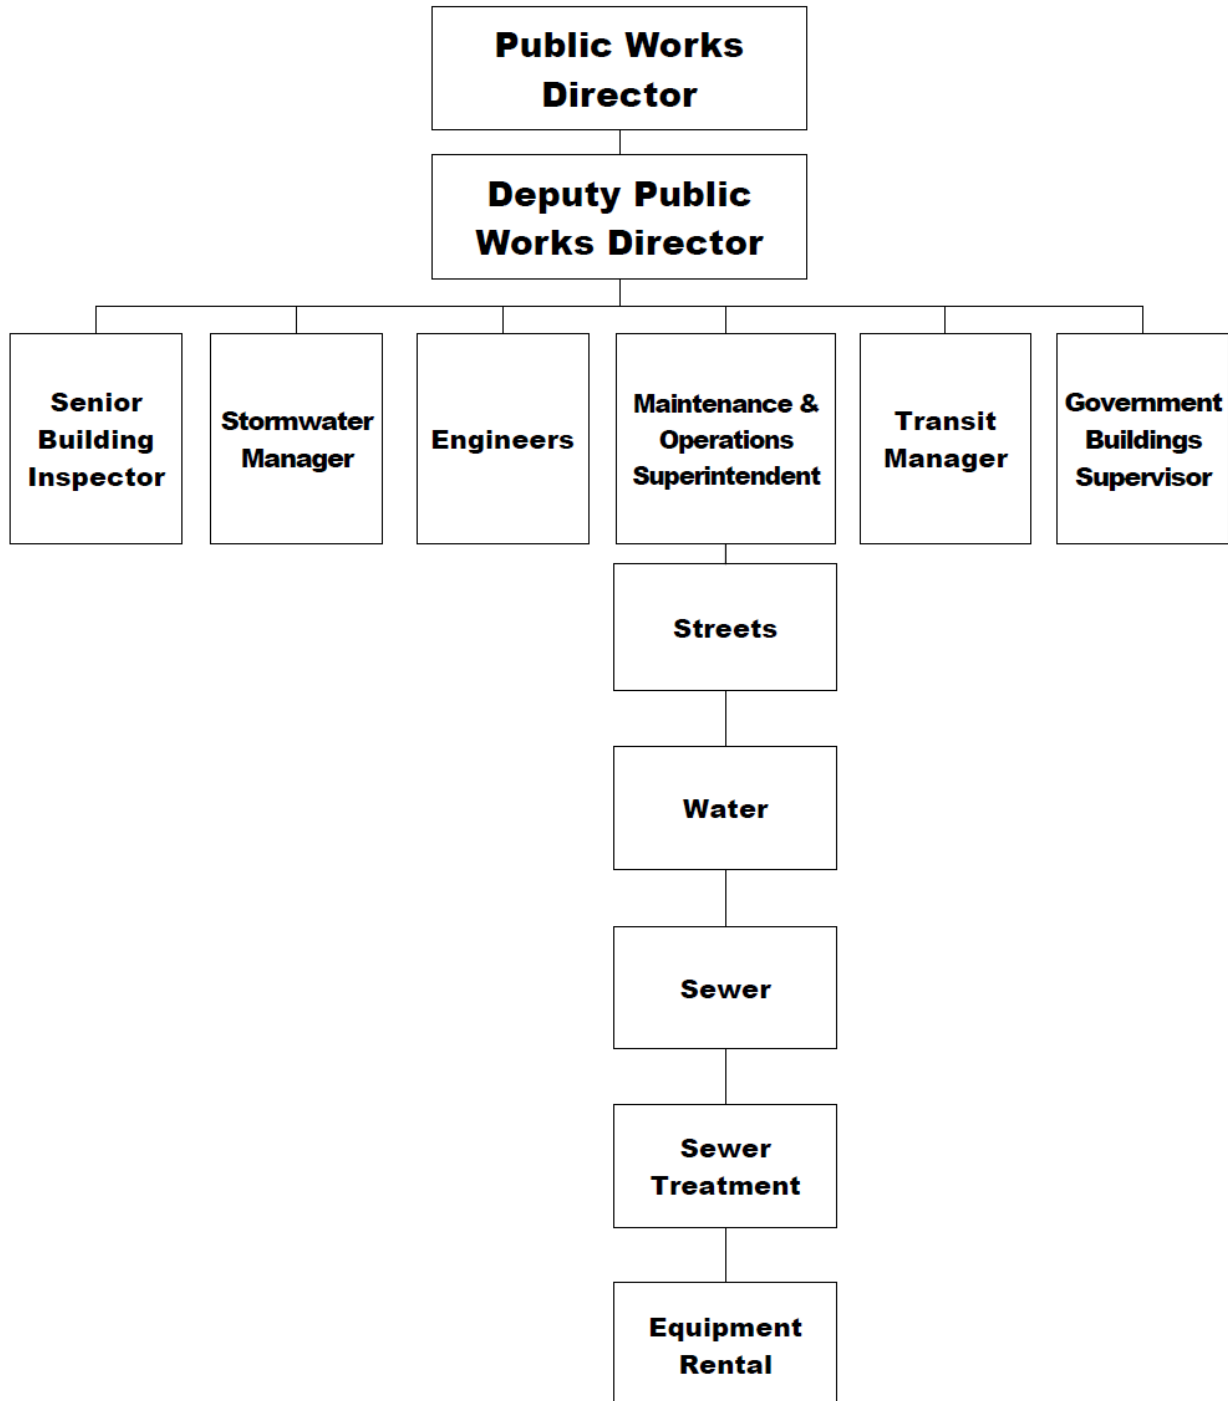 Public Works
Director
Deputy Public
Works Director
Senior
Building
Inspector
Stormwater
Manager
Engineers
Maintenance &
Operations
Superintendent
Transit
Manager
Government
Buildings
Supervisor
Streets
Water
Sewer
Sewer
Treatment
Equipment
Rental